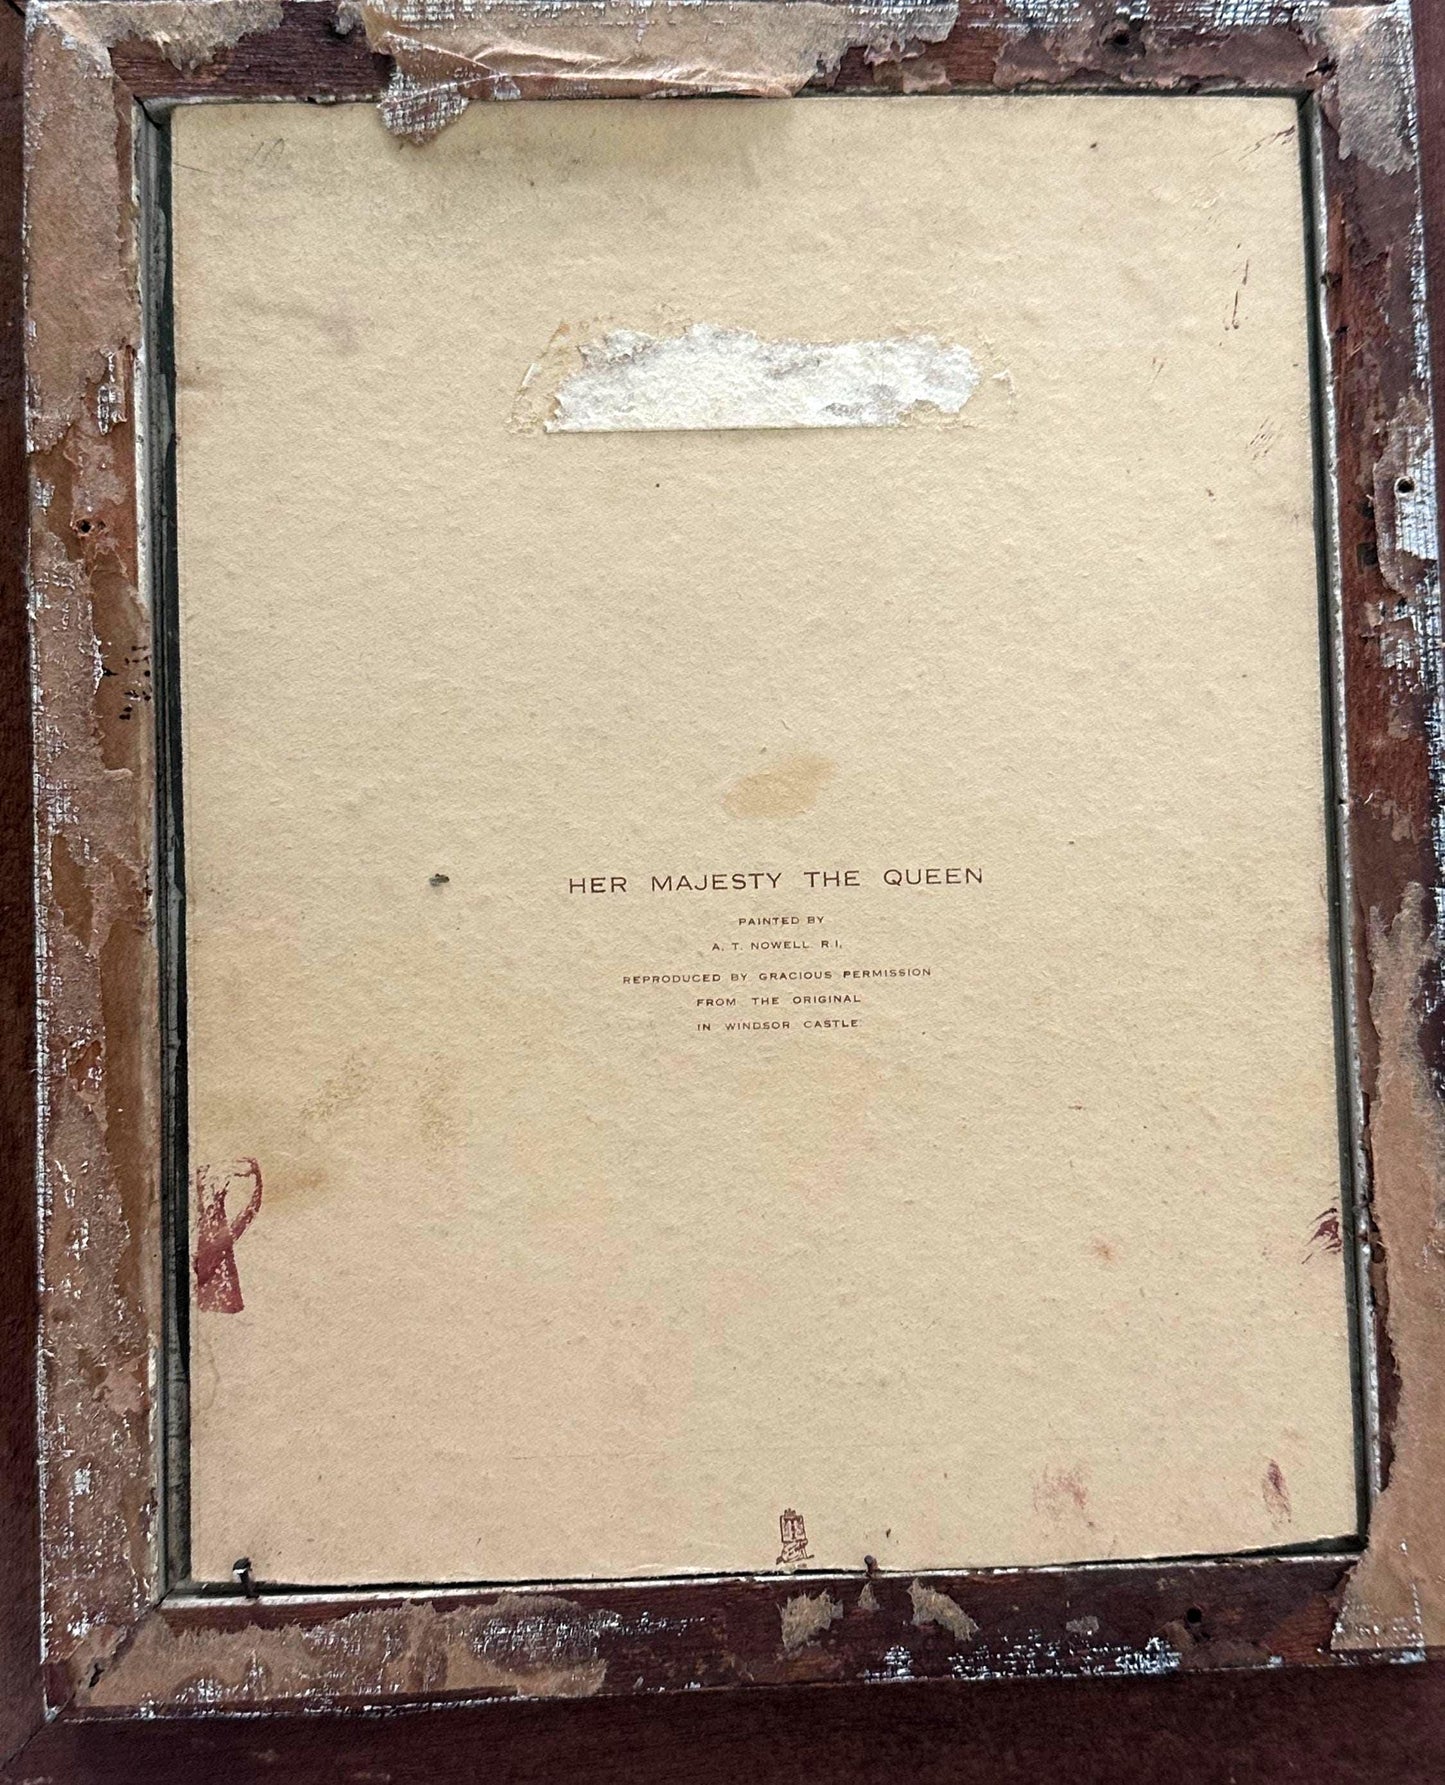 HER MAJESTY THE QUEEN
PAINTED BY
A. T. NOWELL R.I.
REPRODUCED BY GRACIOUS PERMISSION
FROM THE ORIGINAL
IN WINDSOR CASTLE